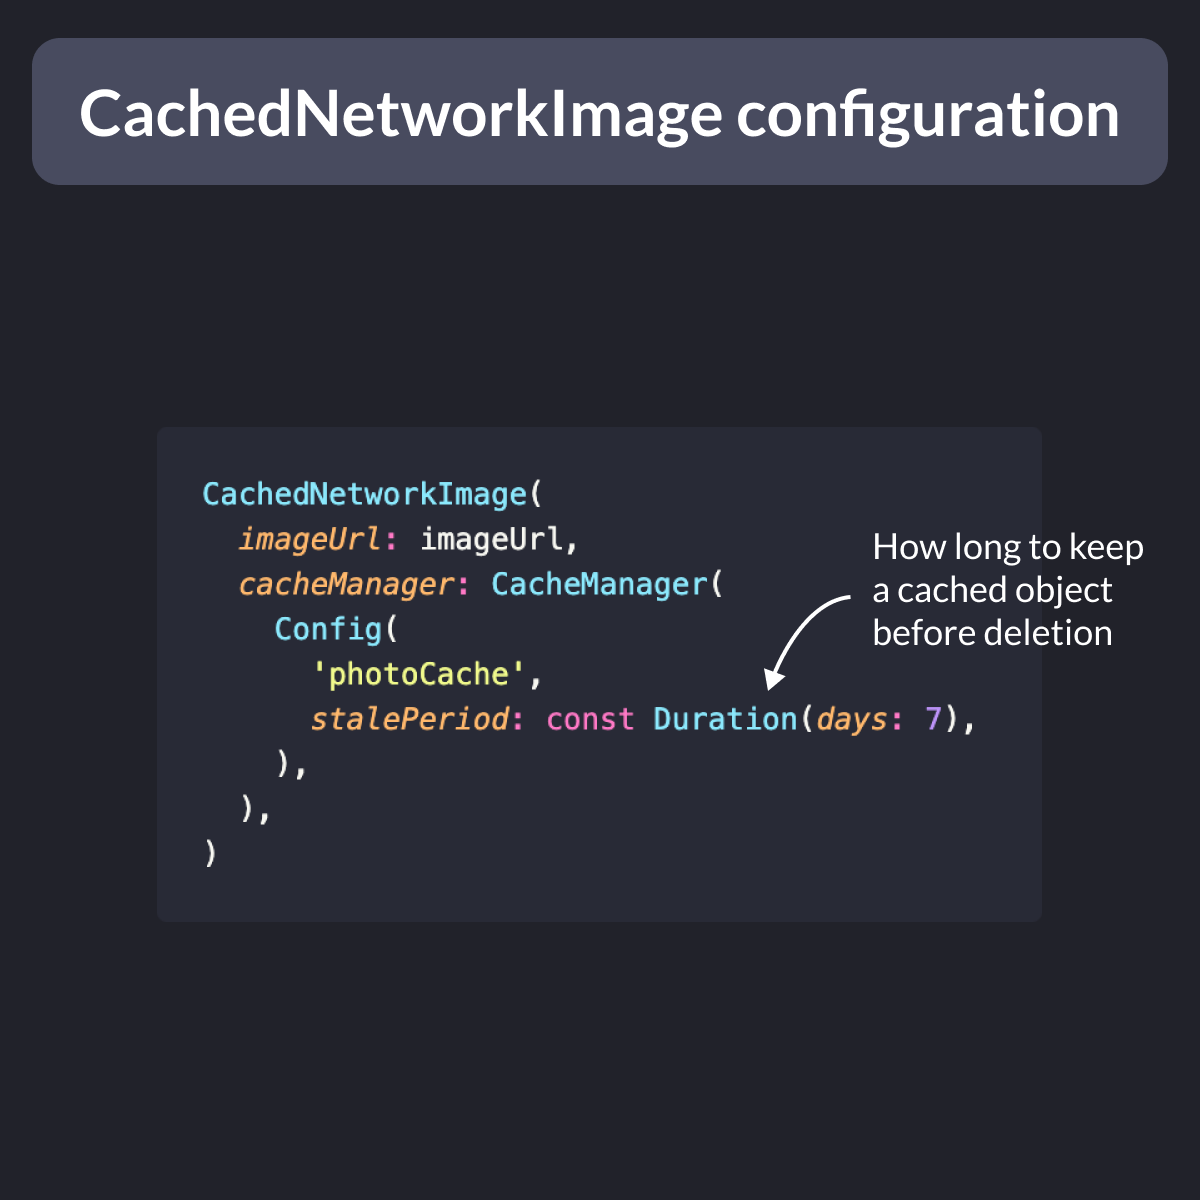 CachedNetworkImage configuration
CachedNetworkImage(
  imageUrl: imageUrl,
  cacheManager: CacheManager(
    Config(
      'photoCache',
      stalePeriod: const Duration(days: 7),
    ),
  ),
)
How long to keep
a cached object
before deletion